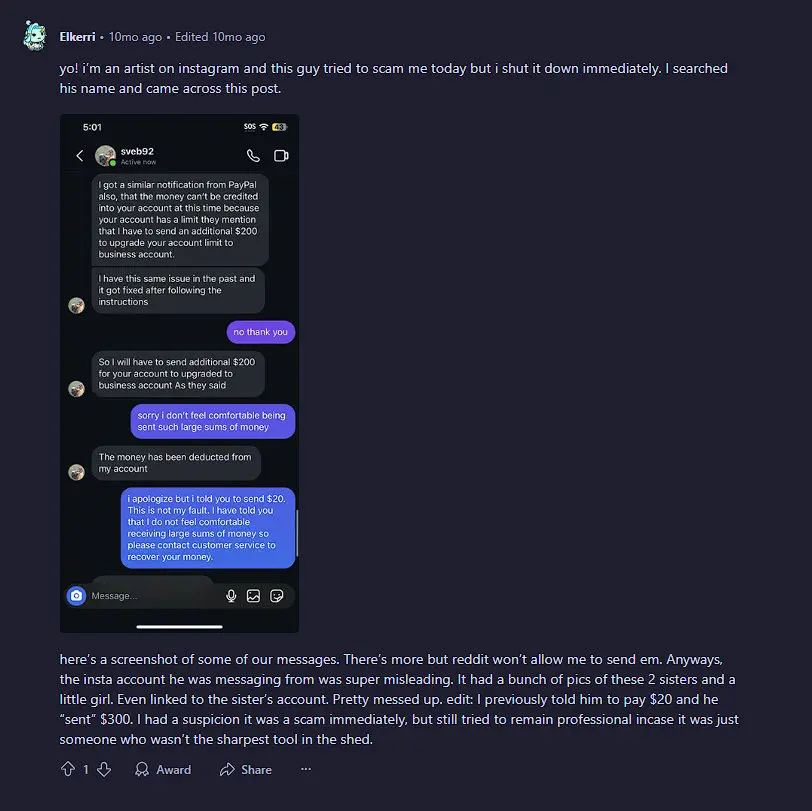 Elkerri • 10mo ago • Edited 10mo ago
yo! i'm an artist on instagram and this guy tried to scam me today but i shut it down immediately. I searched
his name and came across this post.
5:01
SOS 43
sveb92
Active now
I got a similar notification from PayPal
also, that the money can't be credited
into your account at this time because
your account has a limit they mention
that I have to send an additional $200
to upgrade your account limit to
business account.
I have this same issue in the past and
it got fixed after following the
instructions
no thank you
So I will have to send additional $200
for your account to upgraded to
business account As they said
sorry i don't feel comfortable being
sent such large sums of money
The money has been deducted from
my account
i apologize but i told you to send $20.
This is not my fault. I have told you
that I do not feel comfortable
receiving large sums of money so
please contact customer service to
recover your money.
Message...
here's a screenshot of some of our messages. There's more but reddit won't allow me to send em. Anyways,
the insta account he was messaging from was super misleading. It had a bunch of pics of these 2 sisters and a
little girl. Even linked to the sister's account. Pretty messed up. edit: I previously told him to pay $20 and he
“sent” $300. I had a suspicion it was a scam immediately, but still tried to remain professional incase it was just
someone who wasn't the sharpest tool in the shed.
1 Award Share ...